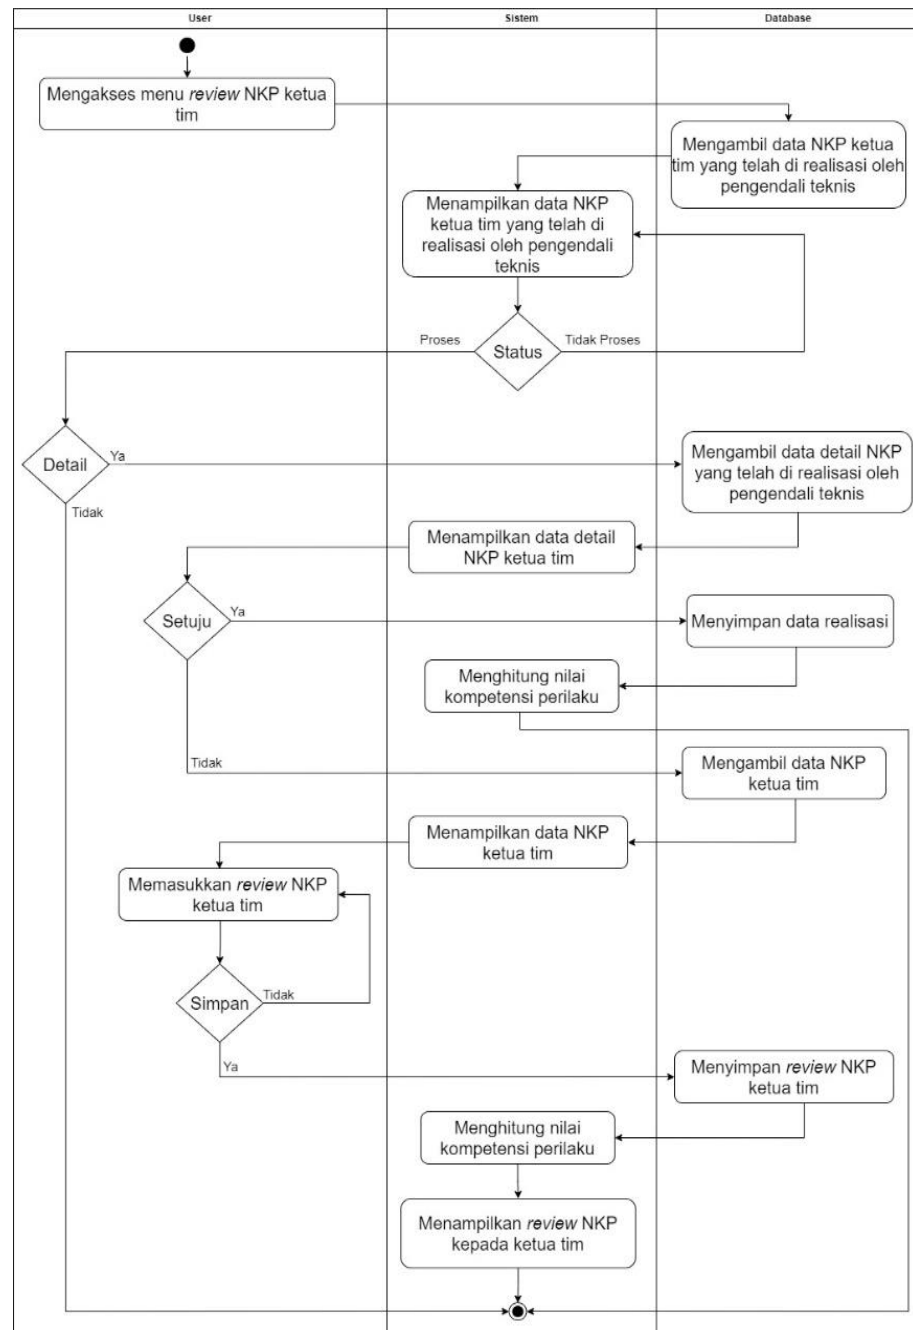 User
Sistem
Database
Mengakses menu review NKP ketua
tim
Mengambil data NKP ketua
tim yang telah di realisasi oleh
pengendali teknis
Menampilkan data NKP
ketua tim yang telah di
realisasi oleh pengendali
teknis
Proses
Status
Tidak Proses
Detail
Ya
Tidak
Mengambil data detail NKP
yang telah di realisasi oleh
pengendali teknis
Menampilkan data detail
NKP ketua tim
Setuju
Ya
Menyimpan data realisasi
Menghitung nilai
kompetensi perilaku
Tidak
Mengambil data NKP
ketua tim
Menampilkan data NKP
ketua tim
Memasukkan review NKP
ketua tim
Simpan
Tidak
Ya
Menyimpan review NKP
ketua tim
Menghitung nilai
kompetensi perilaku
Menampilkan review NKP
kepada ketua tim